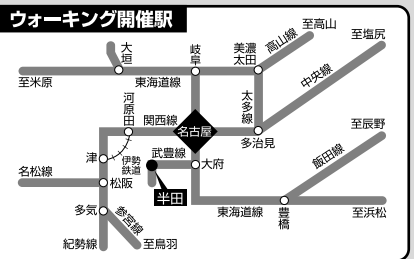 ウォーキング開催駅
至高山
至塩尻
大垣
岐阜
美濃太田
高山線
中央線
至米原
東海道線
太多線
河原田
関西線
名古屋
多治見
至辰野
武豊線
飯田線
津
伊勢鉄道
大府
名松線
松阪
半田
多気
参宮線
東海道線
豊橋
至浜松
紀勢線
至鳥羽